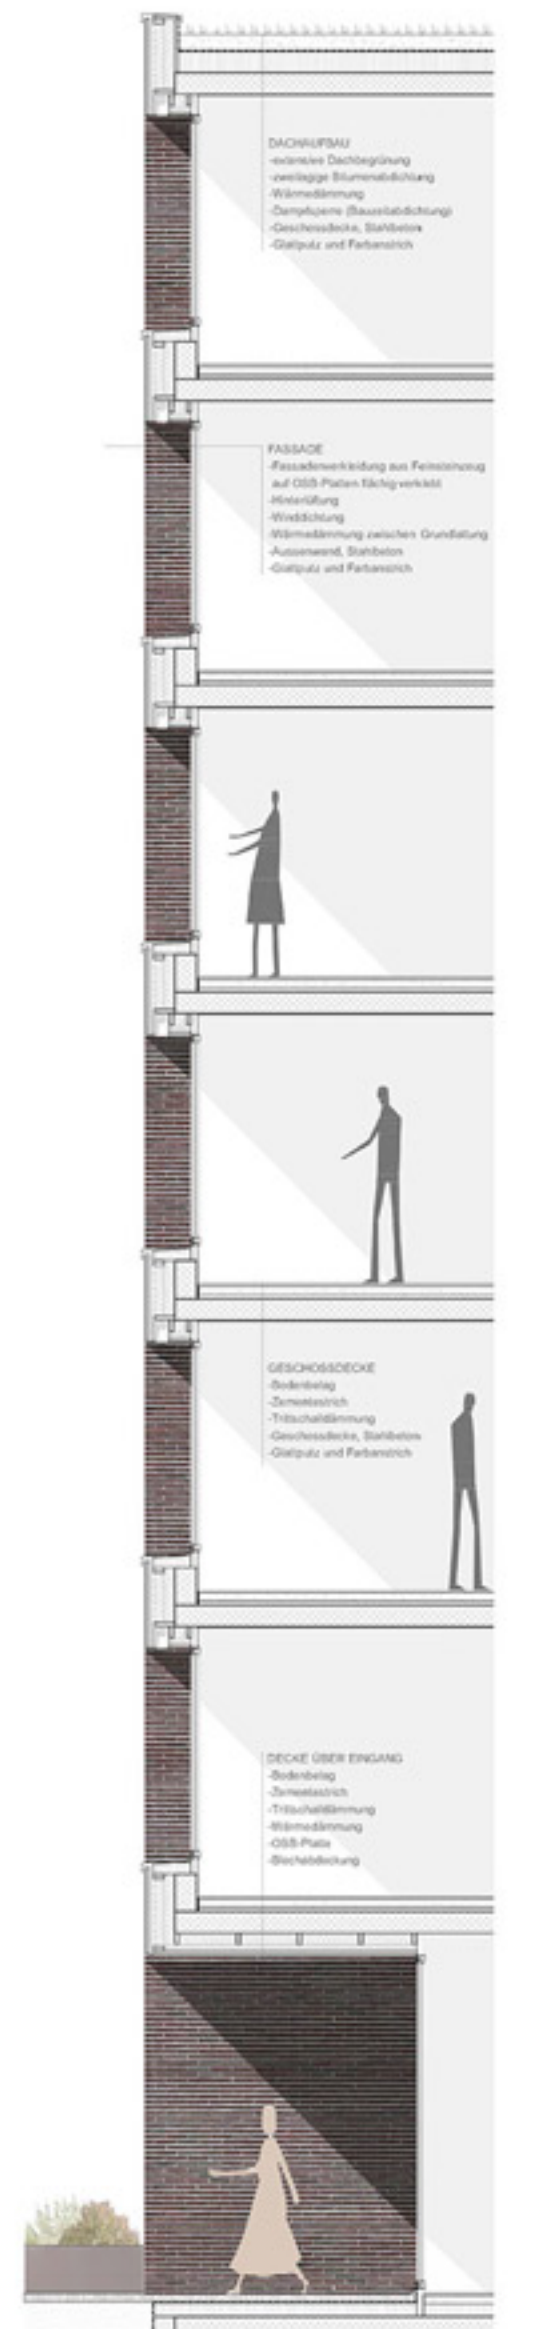 DACHAUFBAU
-extensive Dachbegrünung
-zweilagige Bitumenabdichtung
-Wärmedämmung
-Dampfsperre (Bauzeitabdichtung)
-Geschossdecke, Stahlbeton
-Glattputz und Farbanstrich
FASSADE
-Fassadenverkleidung aus Feinsteinzeug
auf OSB-Platten flächig verklebt
-Hinterlüftung
-Winddichtung
-Wärmedämmung zwischen Grundlattung
-Aussenwand, Stahlbeton
-Glattputz und Farbanstrich
GESCHOSSDECKE
-Bodenbelag
-Zementestrich
-Trittschalldämmung
-Geschossdecke, Stahlbeton
-Glattputz und Farbanstrich
DECKE ÜBER EINGANG
-Bodenbelag
-Zementestrich
-Trittschalldämmung
-Wärmedämmung
-OSB-Platte
-Blechabdeckung